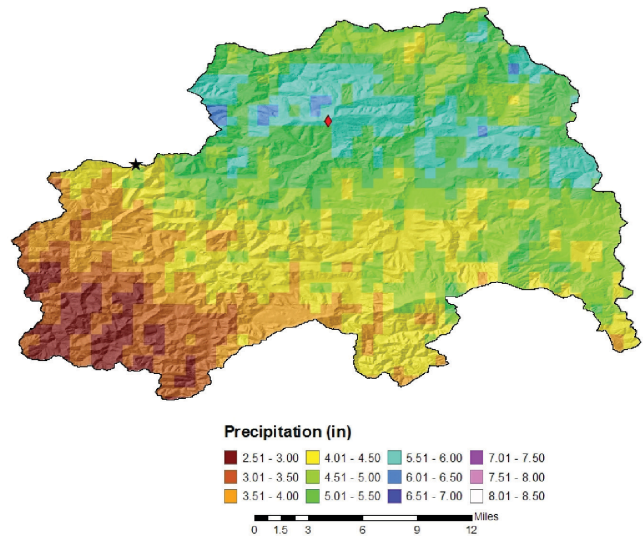 Precipitation (in)
2.51 - 3.00 4.01 - 4.50 5.51 - 6.00 7.01 - 7.50
3.01 - 3.50 4.51 - 5.00 6.01 - 6.50 7.51 - 8.00
3.51 - 4.00 5.01 - 5.50 6.51 - 7.00 8.01 - 8.50
Miles
0 1.5 3 6 9 12